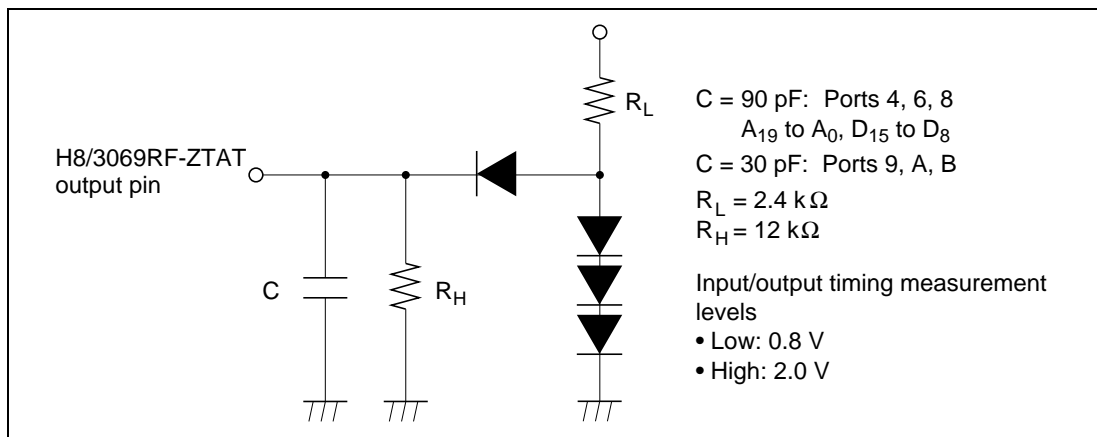 H8/3069RF-ZTAT
output pin
C
R_H
R_L
C = 90 pF: Ports 4, 6, 8
A19 to A0, D15 to D8
C = 30 pF: Ports 9, A, B
R_L = 2.4 kΩ
R_H = 12 kΩ
Input/output timing measurement
levels
• Low: 0.8 V
• High: 2.0 V